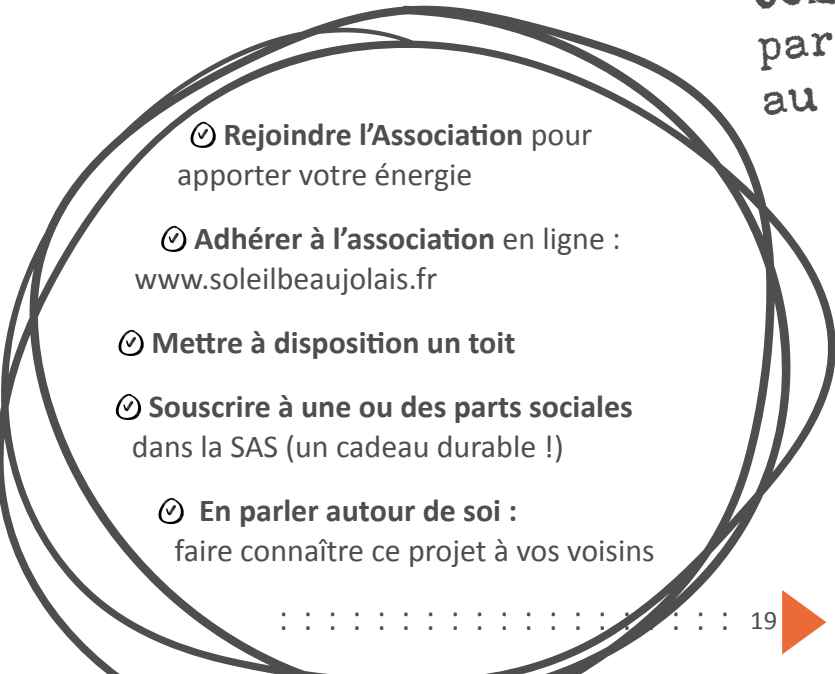 par
au
Rejoindre l'Association pour
apporter votre énergie
Adhérer à l'association en ligne :
www.soleilbeaujolais.fr
Mettre à disposition un toit
Souscrire à une ou des parts sociales
dans la SAS (un cadeau durable !)
En parler autour de soi :
faire connaître ce projet à vos voisins
19